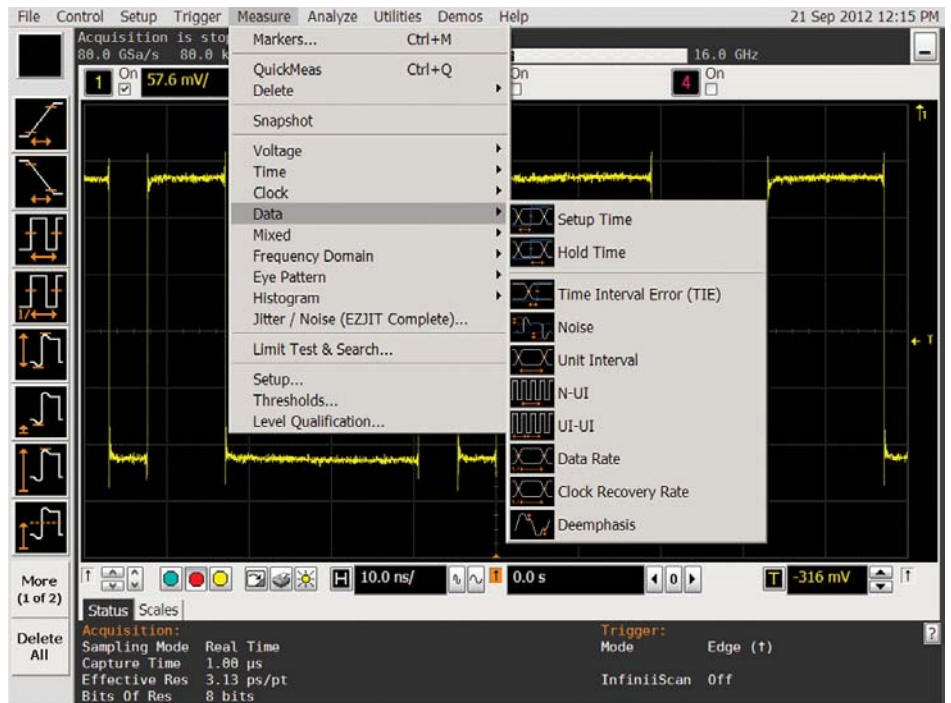 File Control Setup Trigger Measure Analyze Utilities Demos Help 21 Sep 2012 12:15 PM
Acquisition is sto
80.0 GSa/s 80.0 k
16.0 GHz
1 On 57.6 mV/
On
4 On
Markers... Ctrl+M
QuickMeas Ctrl+Q
Delete
Snapshot
Voltage
Time
Clock
Data
Mixed
Frequency Domain
Eye Pattern
Histogram
Jitter / Noise (EZJIT Complete)...
Limit Test & Search...
Setup...
Thresholds...
Level Qualification...
Setup Time
Hold Time
Time Interval Error (TIE)
Noise
Unit Interval
N-UI
UI-UI
Data Rate
Clock Recovery Rate
Deemphasis
T
More
(1 of 2)
Delete
All
H 10.0 ns/ 0.0 s 0 T -316 mV
Status Scales
Acquisition:
Sampling Mode Real Time
Capture Time 1.00 µs
Effective Res 3.13 ps/pt
Bits Of Res 8 bits
Trigger:
Mode Edge (↑)
InfiniiScan Off
?